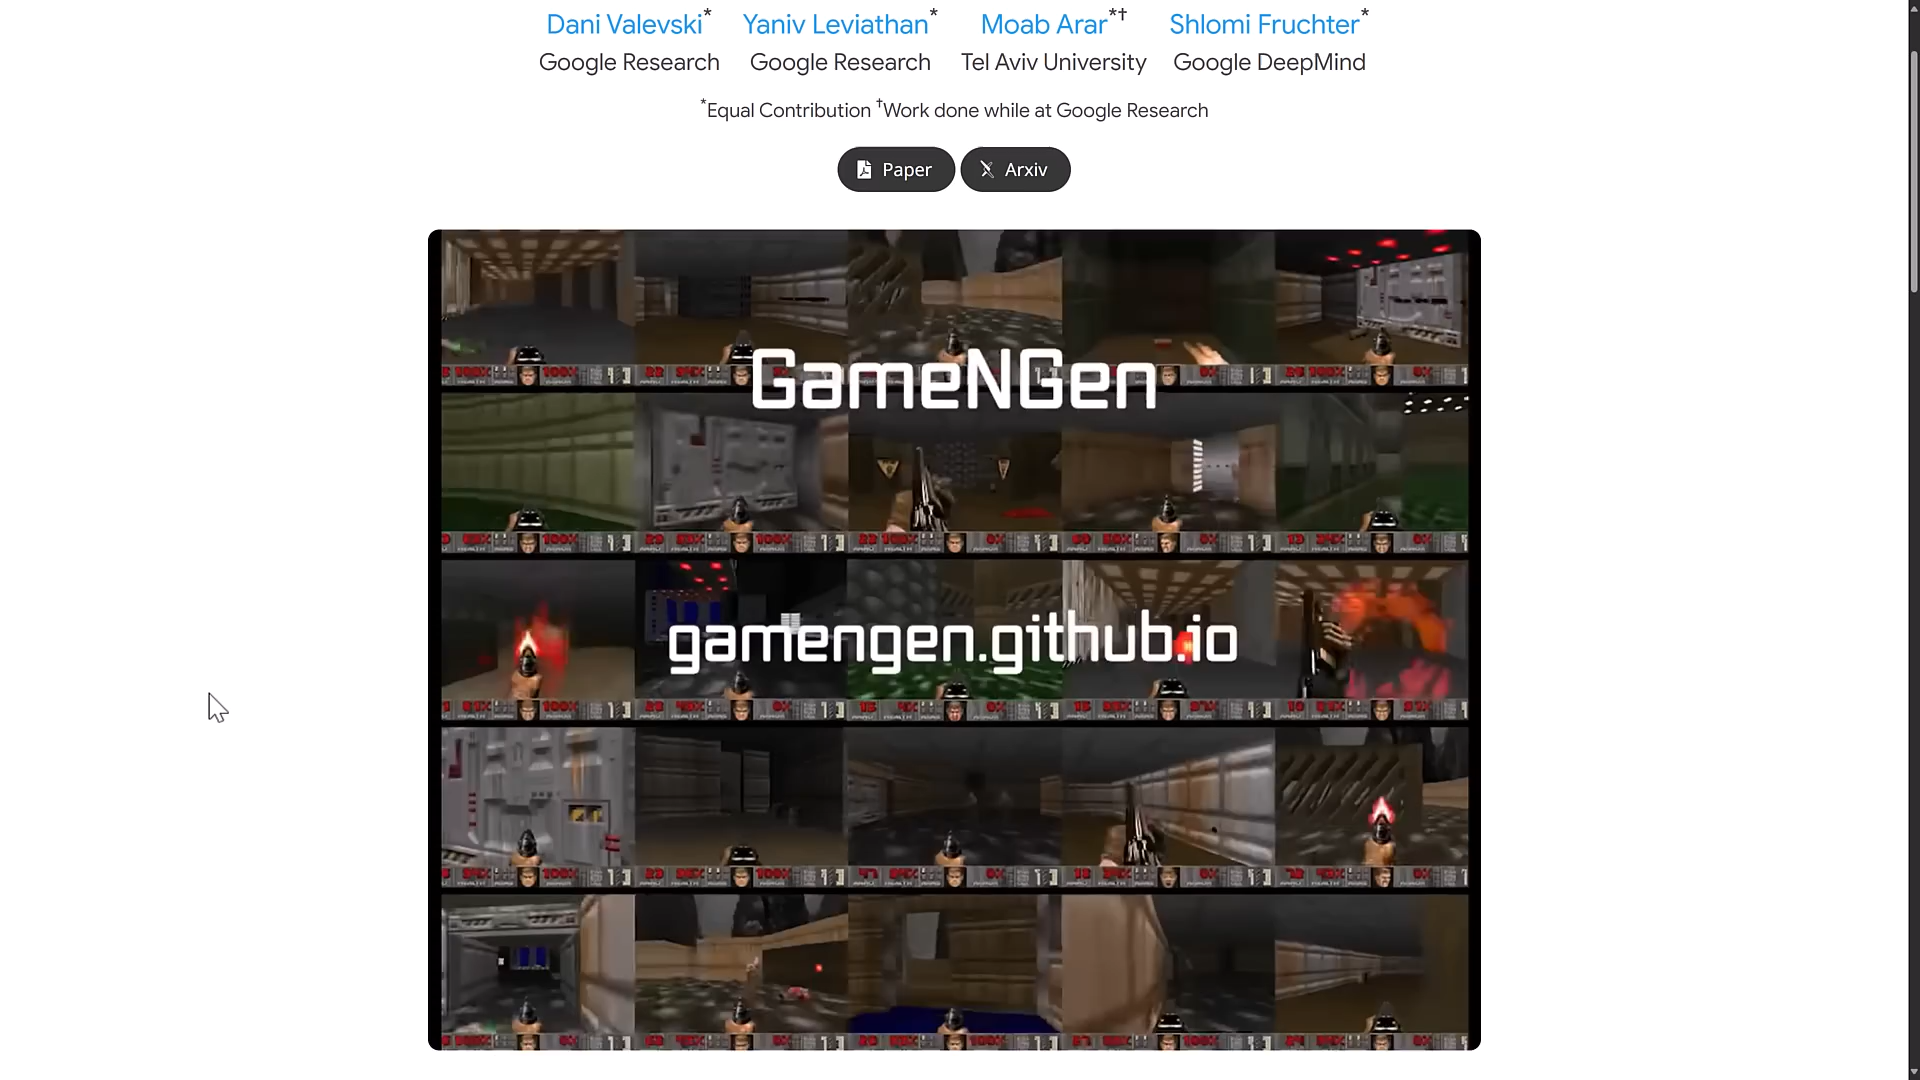 Dani Valevski* Yaniv Leviathan* Moab Arar*† Shlomi Fruchter*
Google Research Google Research Tel Aviv University Google DeepMind
*Equal Contribution †Work done while at Google Research
Paper Arxiv
GameNGen
gamengen.github.io